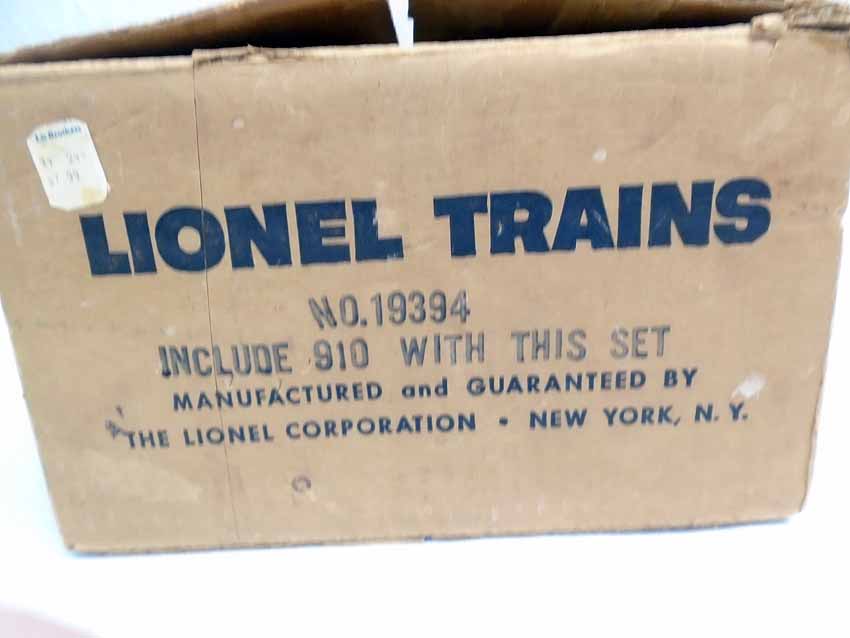 LIONEL TRAINS
NO.19394
INCLUDE 910 WITH THIS SET
MANUFACTURED and GUARANTEED BY
THE LIONEL CORPORATION • NEW YORK, N. Y.